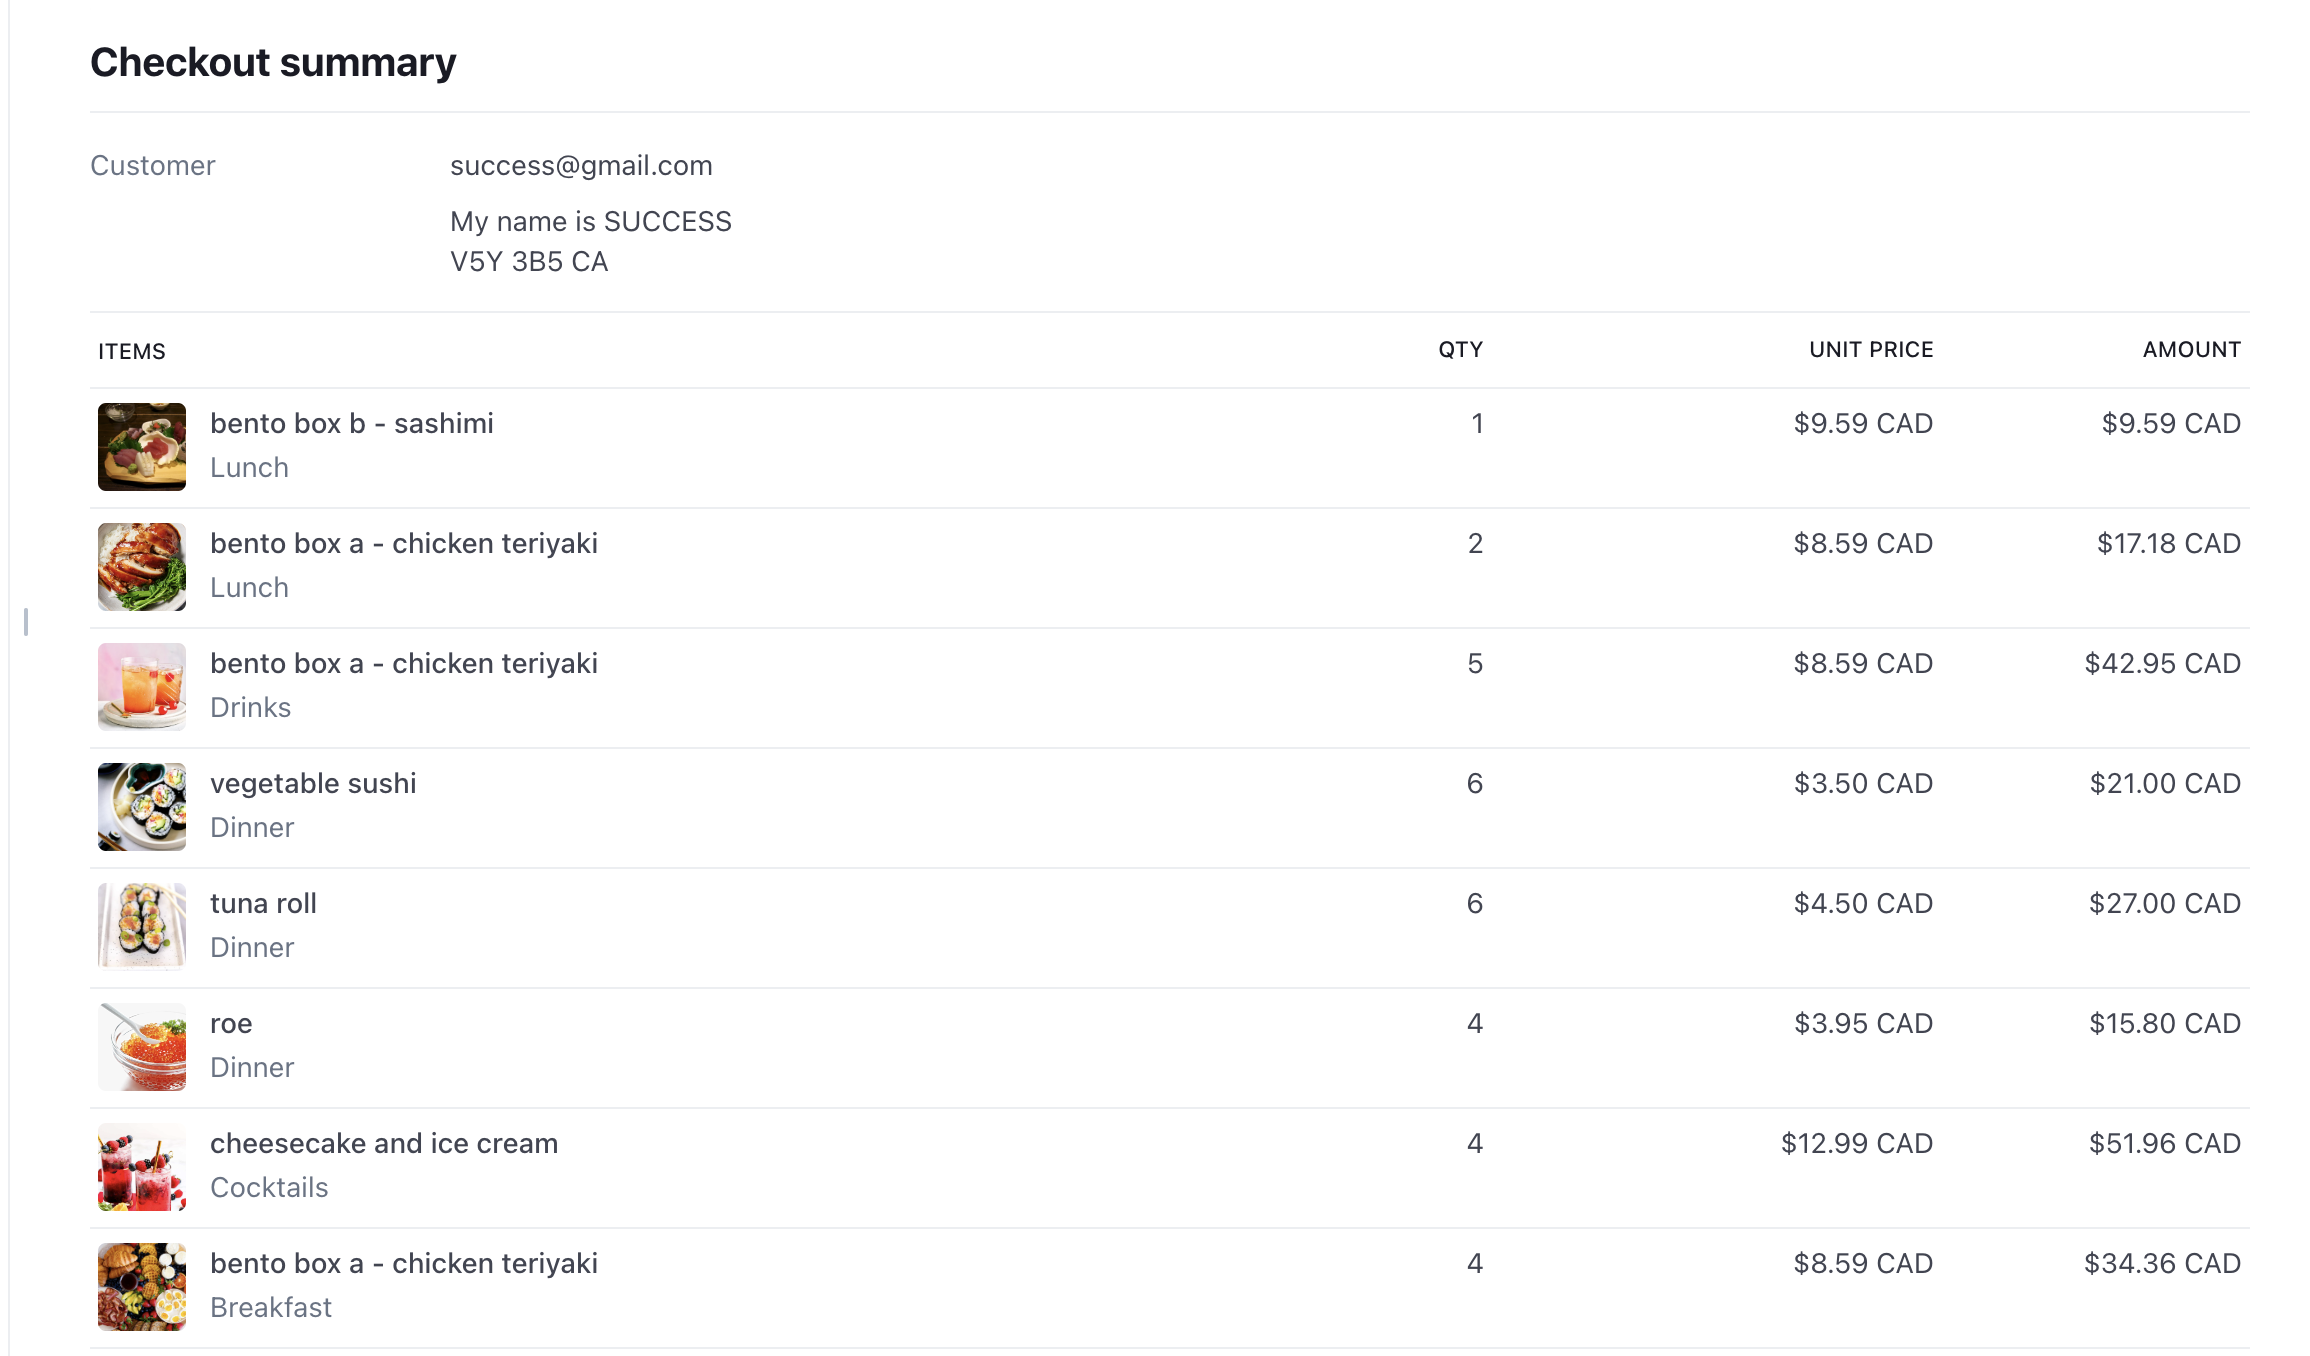 Checkout summary
Customer
success@gmail.com
My name is SUCCESS
V5Y 3B5 CA
ITEMS QTY UNIT PRICE AMOUNT
bento box b - sashimi 1 $9.59 CAD $9.59 CAD
Lunch
bento box a - chicken teriyaki 2 $8.59 CAD $17.18 CAD
Lunch
bento box a - chicken teriyaki 5 $8.59 CAD $42.95 CAD
Drinks
vegetable sushi 6 $3.50 CAD $21.00 CAD
Dinner
tuna roll 6 $4.50 CAD $27.00 CAD
Dinner
roe 4 $3.95 CAD $15.80 CAD
Dinner
cheesecake and ice cream 4 $12.99 CAD $51.96 CAD
Cocktails
bento box a - chicken teriyaki 4 $8.59 CAD $34.36 CAD
Breakfast